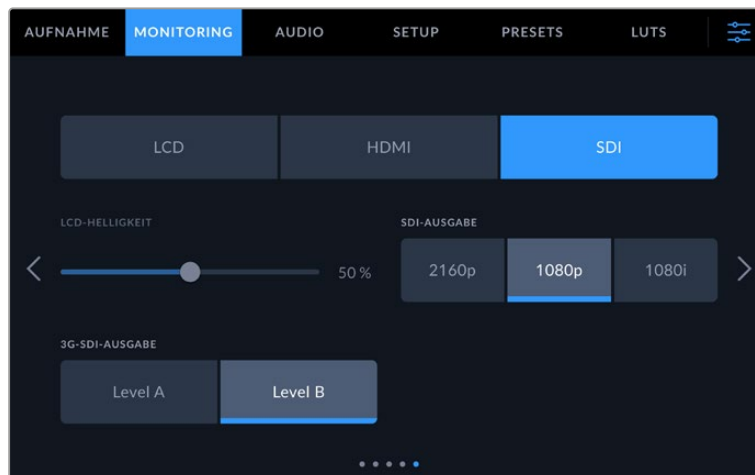 AUFNAHME MONITORING AUDIO SETUP PRESETS LUTS
LCD HDMI SDI
LCD-HELLIGKEIT SDI-AUSGABE
50 % 2160p 1080p 1080i
3G-SDI-AUSGABE
Level A Level B